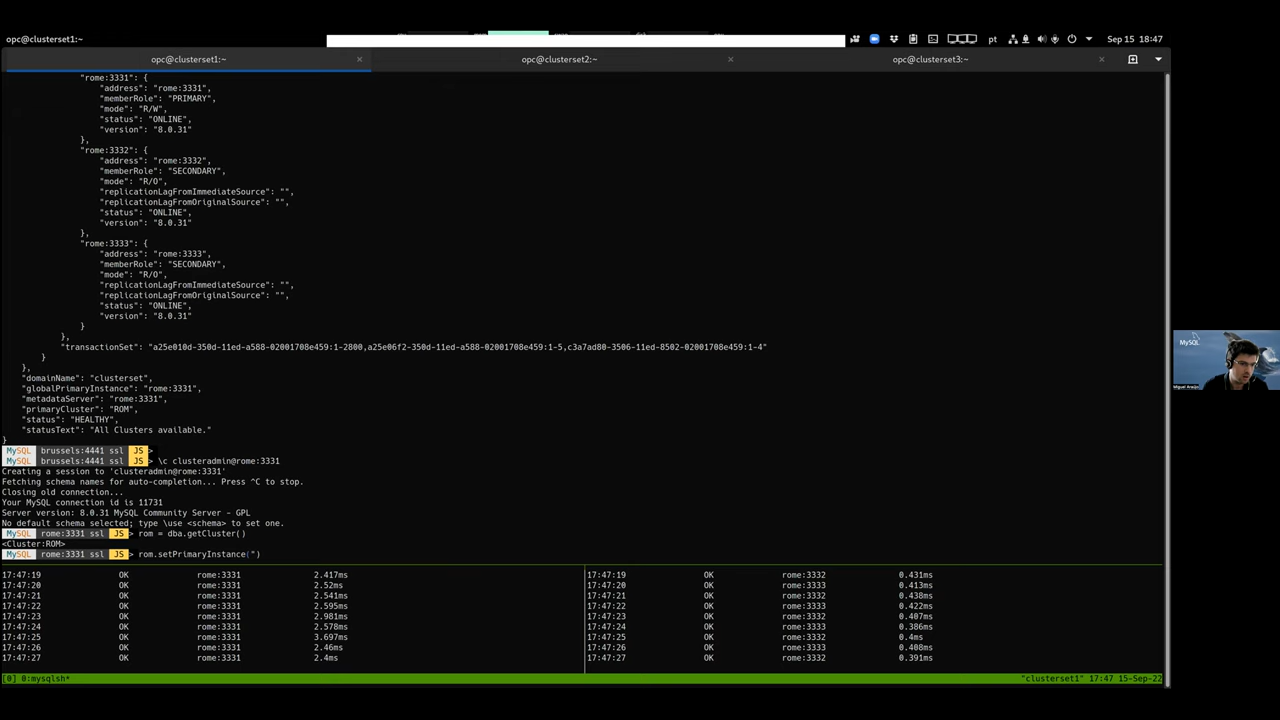 opc@clusterset1:~
pt
Sep 15 18:47
opc@clusterset1:~ ×
opc@clusterset2:~ ×
opc@clusterset3:~ ×
"rome:3331": {
"address": "rome:3331",
"memberRole": "PRIMARY",
"mode": "R/W",
"status": "ONLINE",
"version": "8.0.31"
},
"rome:3332": {
"address": "rome:3332",
"memberRole": "SECONDARY",
"mode": "R/O",
"replicationLagFromImmediateSource": "",
"replicationLagFromOriginalSource": "",
"status": "ONLINE",
"version": "8.0.31"
},
"rome:3333": {
"address": "rome:3333",
"memberRole": "SECONDARY",
"mode": "R/O",
"replicationLagFromImmediateSource": "",
"replicationLagFromOriginalSource": "",
"status": "ONLINE",
"version": "8.0.31"
}
},
"transactionSet": "a25e010d-350d-11ed-a588-02001708e459:1-2800,a25e06f2-350d-11ed-a588-02001708e459:1-5,c3a7ad80-3506-11ed-8502-02001708e459:1-4"
}
},
"domainName": "clusterset",
"globalPrimaryInstance": "rome:3331",
"metadataServer": "rome:3331",
"primaryCluster": "ROM",
"status": "HEALTHY",
"statusText": "All Clusters available."
}
MySQL brussels:4441 ssl JS >
MySQL brussels:4441 ssl JS > \c clusteradmin@rome:3331
Creating a session to 'clusteradmin@rome:3331'
Fetching schema names for auto-completion... Press ^C to stop.
Closing old connection...
Your MySQL connection id is 11731
Server version: 8.0.31 MySQL Community Server - GPL
No default schema selected; type \use <schema> to set one.
MySQL rome:3331 ssl JS > rom = dba.getCluster()
<Cluster:ROM>
MySQL rome:3331 ssl JS > rom.setPrimaryInstance(")
17:47:19 OK rome:3331 2.417ms
17:47:20 OK rome:3331 2.52ms
17:47:21 OK rome:3331 2.541ms
17:47:22 OK rome:3331 2.595ms
17:47:23 OK rome:3331 2.981ms
17:47:24 OK rome:3331 2.578ms
17:47:25 OK rome:3331 3.697ms
17:47:26 OK rome:3331 2.46ms
17:47:27 OK rome:3331 2.4ms
17:47:19 OK rome:3332 0.431ms
17:47:20 OK rome:3333 0.413ms
17:47:21 OK rome:3332 0.438ms
17:47:22 OK rome:3333 0.422ms
17:47:23 OK rome:3332 0.407ms
17:47:24 OK rome:3333 0.386ms
17:47:25 OK rome:3332 0.4ms
17:47:26 OK rome:3333 0.408ms
17:47:27 OK rome:3332 0.391ms
[0] 0:mysqlsh*
"clusterset1" 17:47 15-Sep-22
MySQL
Miguel Araújo